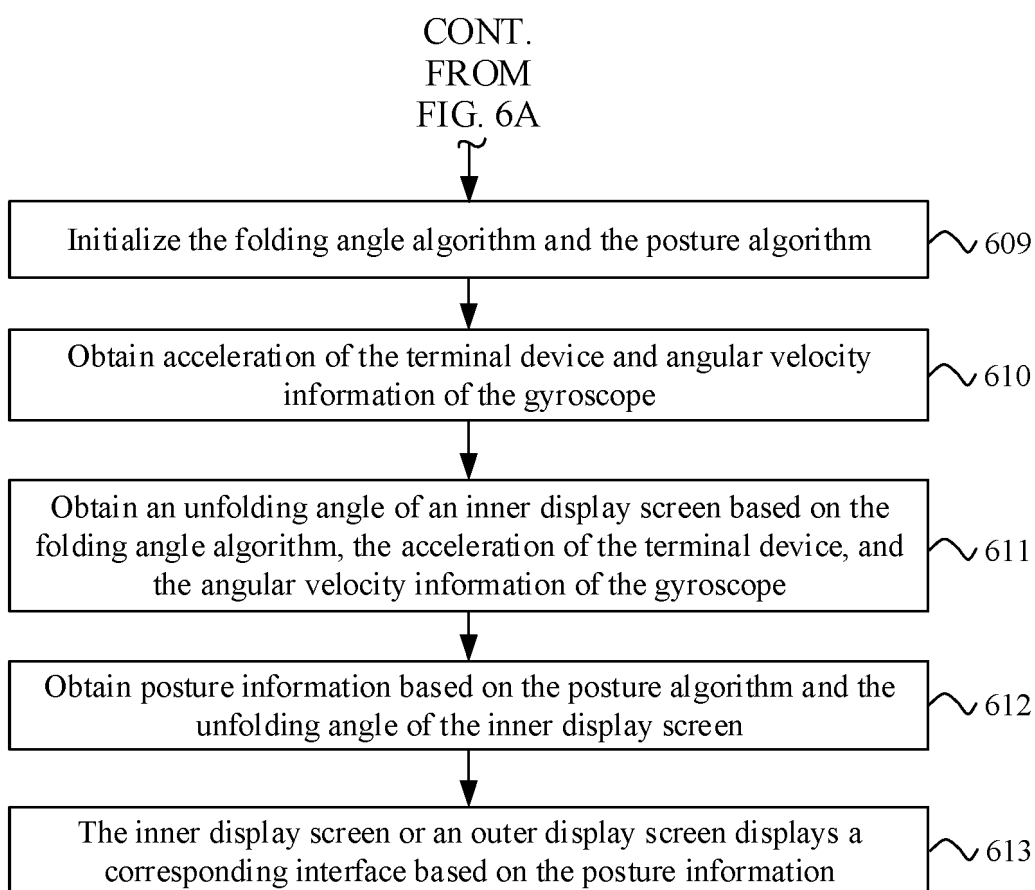 CONT.
FROM
FIG. 6A
Initialize the folding angle algorithm and the posture algorithm
609
Obtain acceleration of the terminal device and angular velocity
information of the gyroscope
610
Obtain an unfolding angle of an inner display screen based on the
folding angle algorithm, the acceleration of the terminal device, and
the angular velocity information of the gyroscope
611
Obtain posture information based on the posture algorithm and the
unfolding angle of the inner display screen
612
The inner display screen or an outer display screen displays a
corresponding interface based on the posture information
613